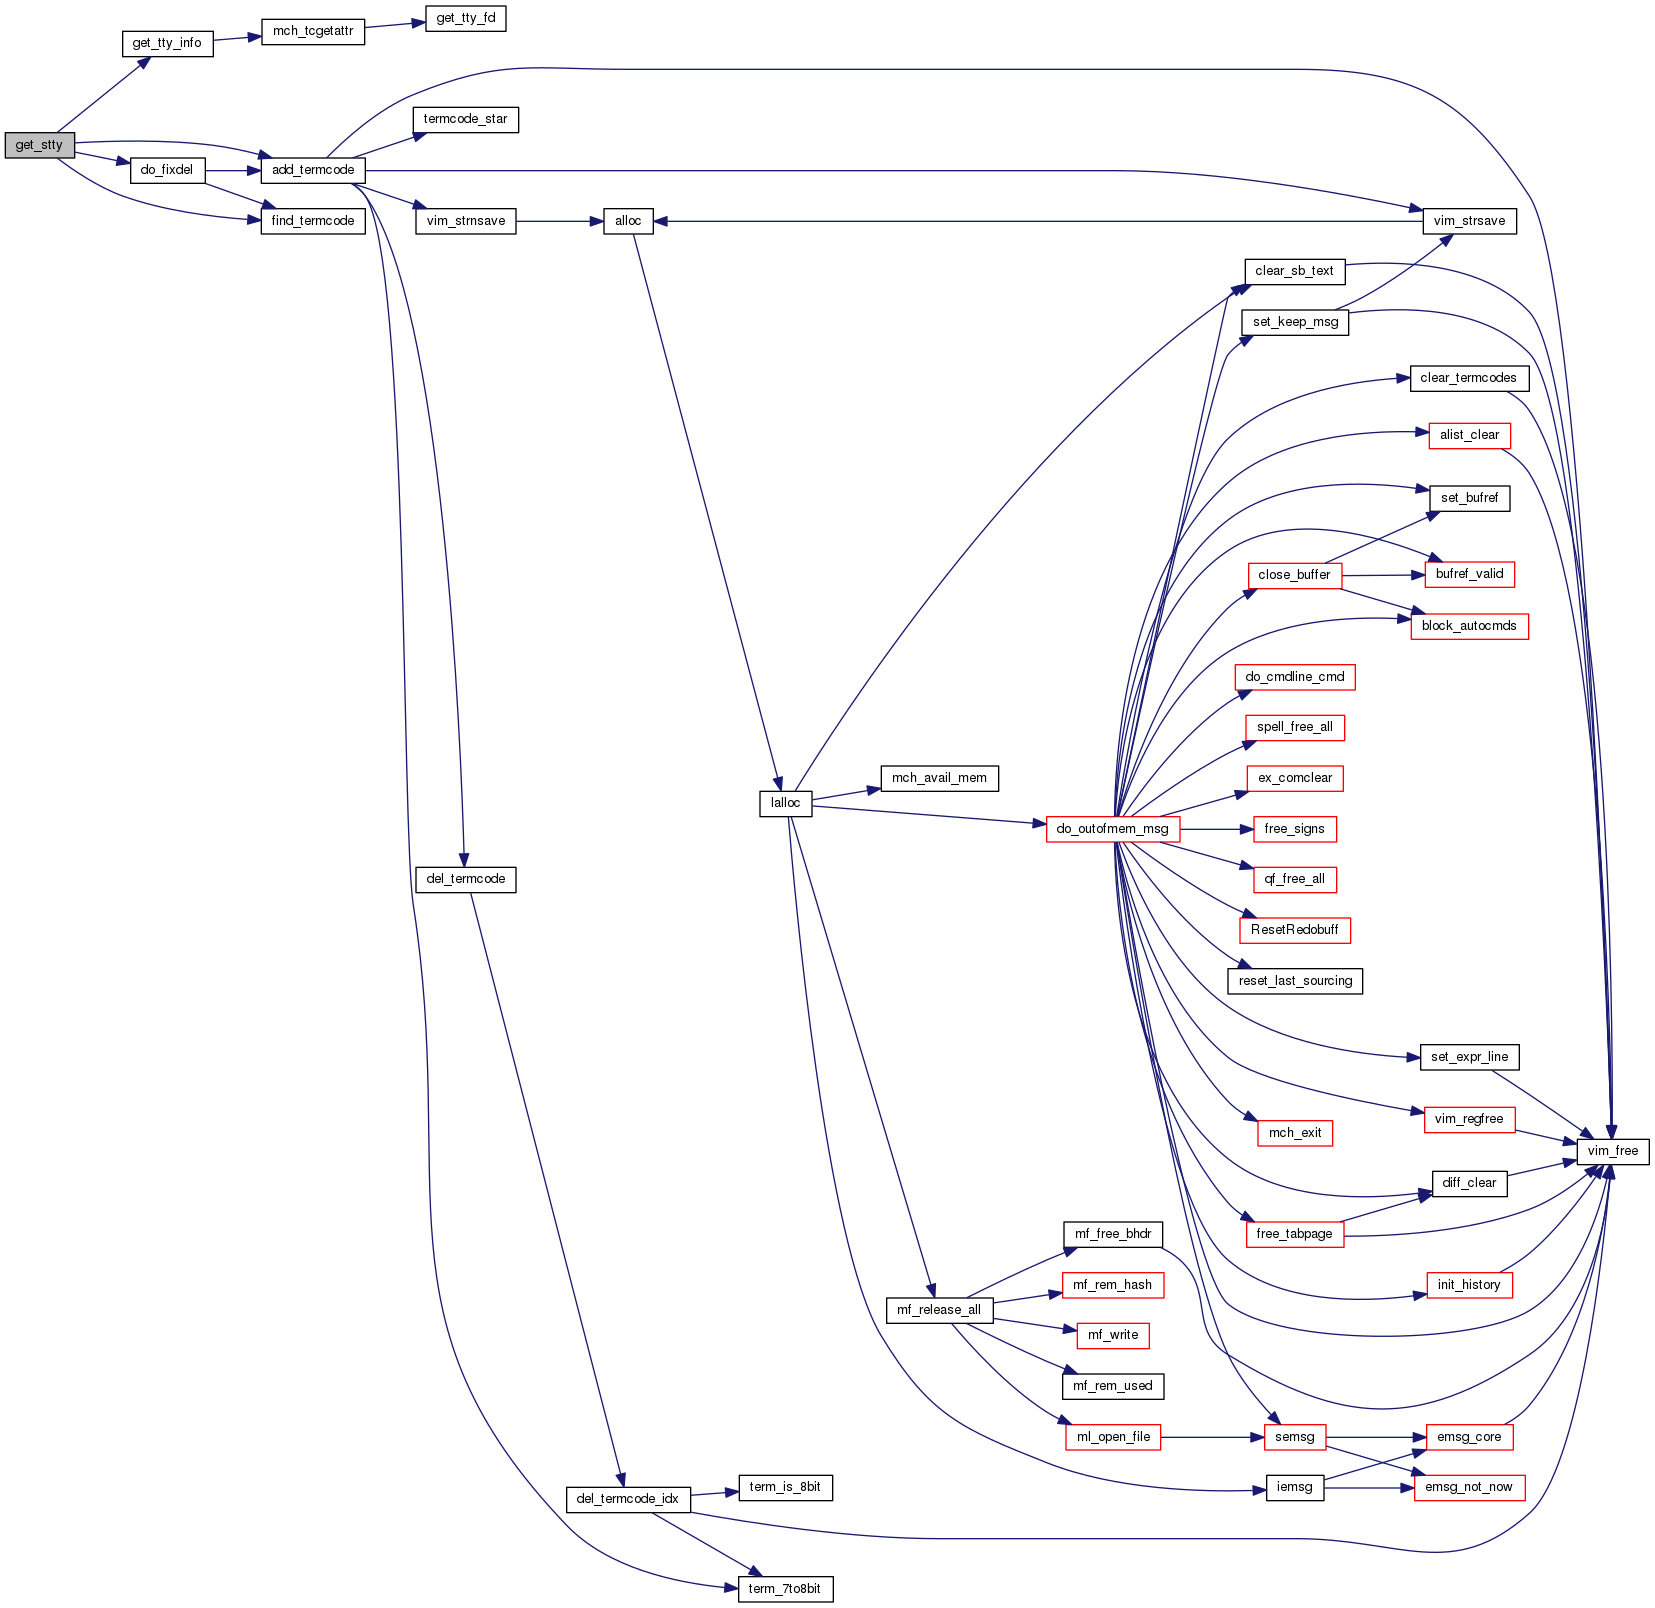 get_tty_fd
mch_tcgetattr
get_tty_info
termcode_star
get_stty
do_fixdel
add_termcode
find_termcode
vim_strnsave
alloc
vim_strsave
clear_sb_text
set_keep_msg
clear_termcodes
alist_clear
set_bufref
close_buffer
bufref_valid
block_autocmds
do_cmdline_cmd
spell_free_all
mch_avail_mem
ex_comclear
lalloc
do_outofmem_msg
free_signs
del_termcode
qf_free_all
ResetRedobuff
reset_last_sourcing
set_expr_line
vim_regfree
mch_exit
vim_free
diff_clear
mf_free_bhdr
free_tabpage
mf_rem_hash
init_history
mf_release_all
mf_write
mf_rem_used
ml_open_file
semsg
emsg_core
term_is_8bit
iemsg
emsg_not_now
del_termcode_idx
term_7to8bit